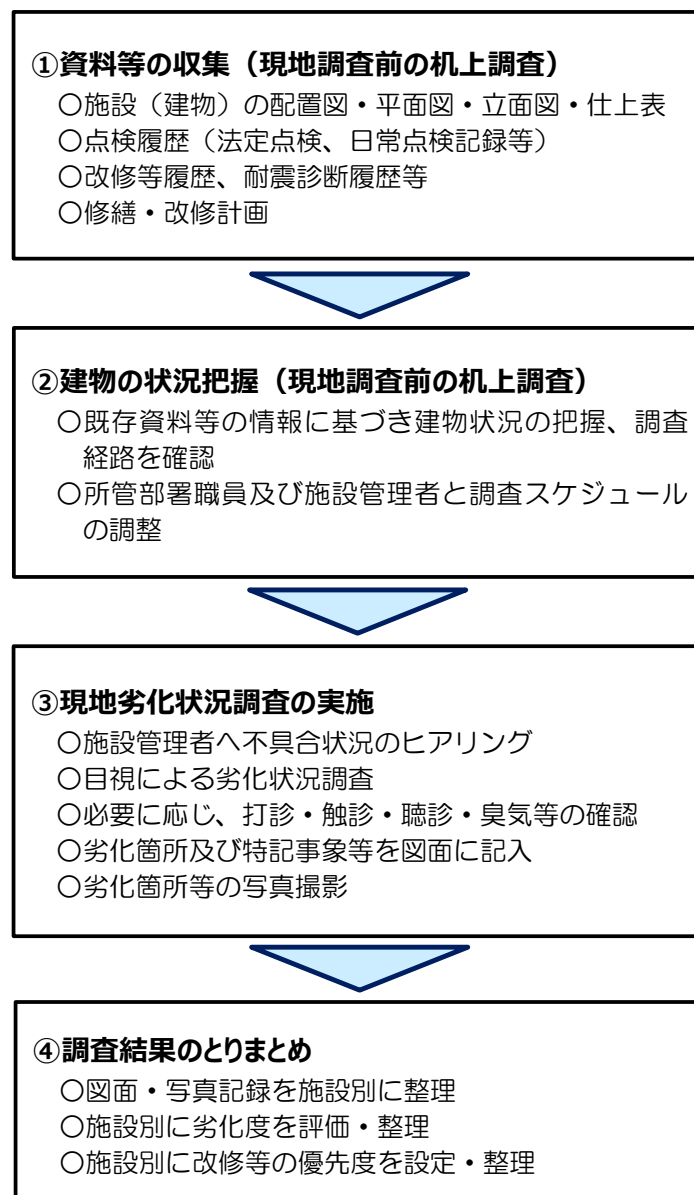 ①資料等の収集（現地調査前の机上調査）
〇施設（建物）の配置図・平面図・立面図・仕上表
〇点検履歴（法定点検、日常点検記録等）
〇改修等履歴、耐震診断履歴等
〇修繕・改修計画
②建物の状況把握（現地調査前の机上調査）
〇既存資料等の情報に基づき建物状況の把握、調査
経路を確認
〇所管部署職員及び施設管理者と調査スケジュール
の調整
③現地劣化状況調査の実施
〇施設管理者へ不具合状況のヒアリング
〇目視による劣化状況調査
〇必要に応じ、打診・触診・聴診・臭気等の確認
〇劣化箇所及び特記事象等を図面に記入
〇劣化箇所等の写真撮影
④調査結果のとりまとめ
〇図面・写真記録を施設別に整理
〇施設別に劣化度を評価・整理
〇施設別に改修等の優先度を設定・整理